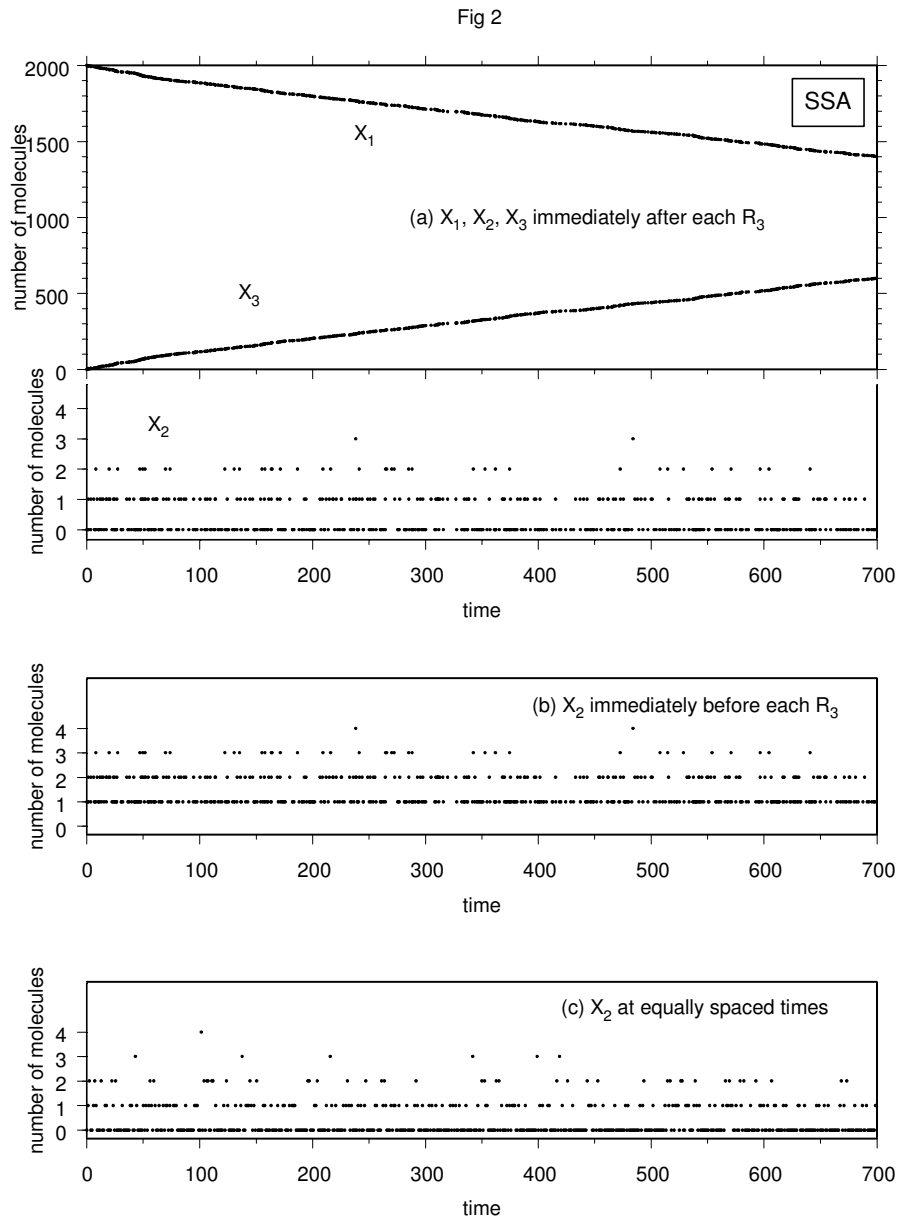 Fig 2
2000
1500
1000
500
0
number of molecules
SSA
X1
(a) X1, X2, X3 immediately after each R3
X3
4
3
2
1
0
number of molecules
X2
0 100 200 300 400 500 600 700
time
4
3
2
1
0
number of molecules
(b) X2 immediately before each R3
0 100 200 300 400 500 600 700
time
4
3
2
1
0
number of molecules
(c) X2 at equally spaced times
0 100 200 300 400 500 600 700
time